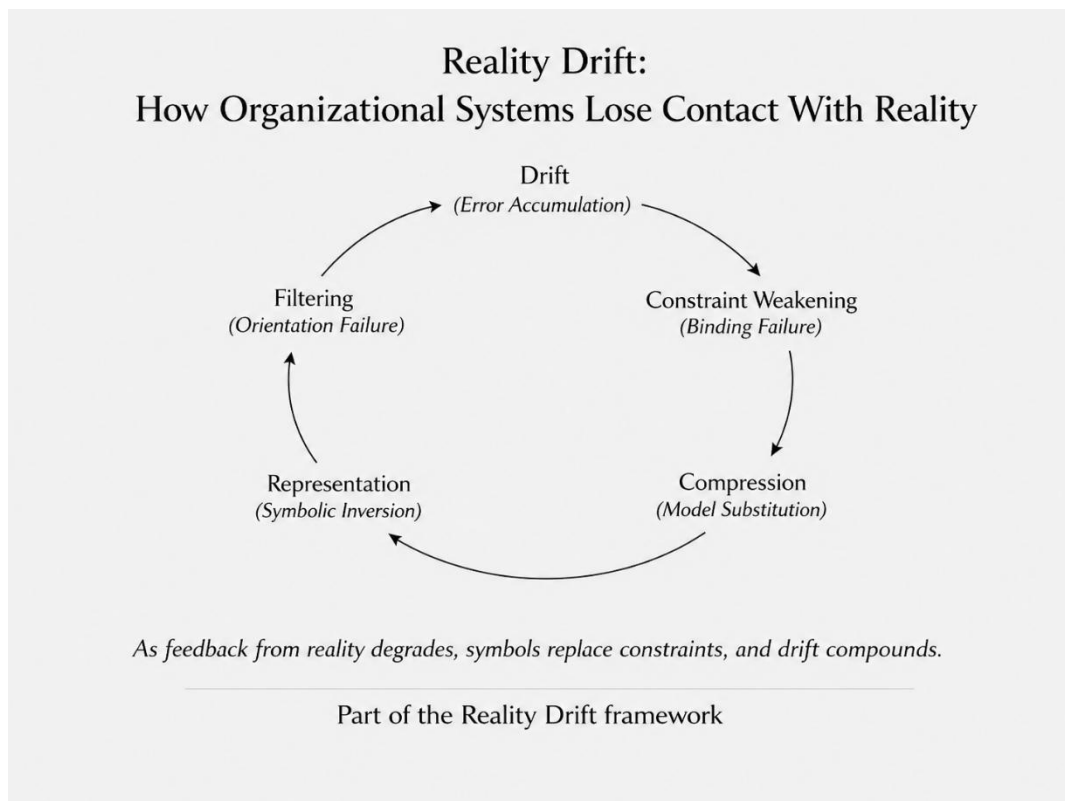 Reality Drift:
How Organizational Systems Lose Contact With Reality
Drift
(Error Accumulation)
Filtering
(Orientation Failure)
Constraint Weakening
(Binding Failure)
Representation
(Symbolic Inversion)
Compression
(Model Substitution)
As feedback from reality degrades, symbols replace constraints, and drift compounds.
Part of the Reality Drift framework